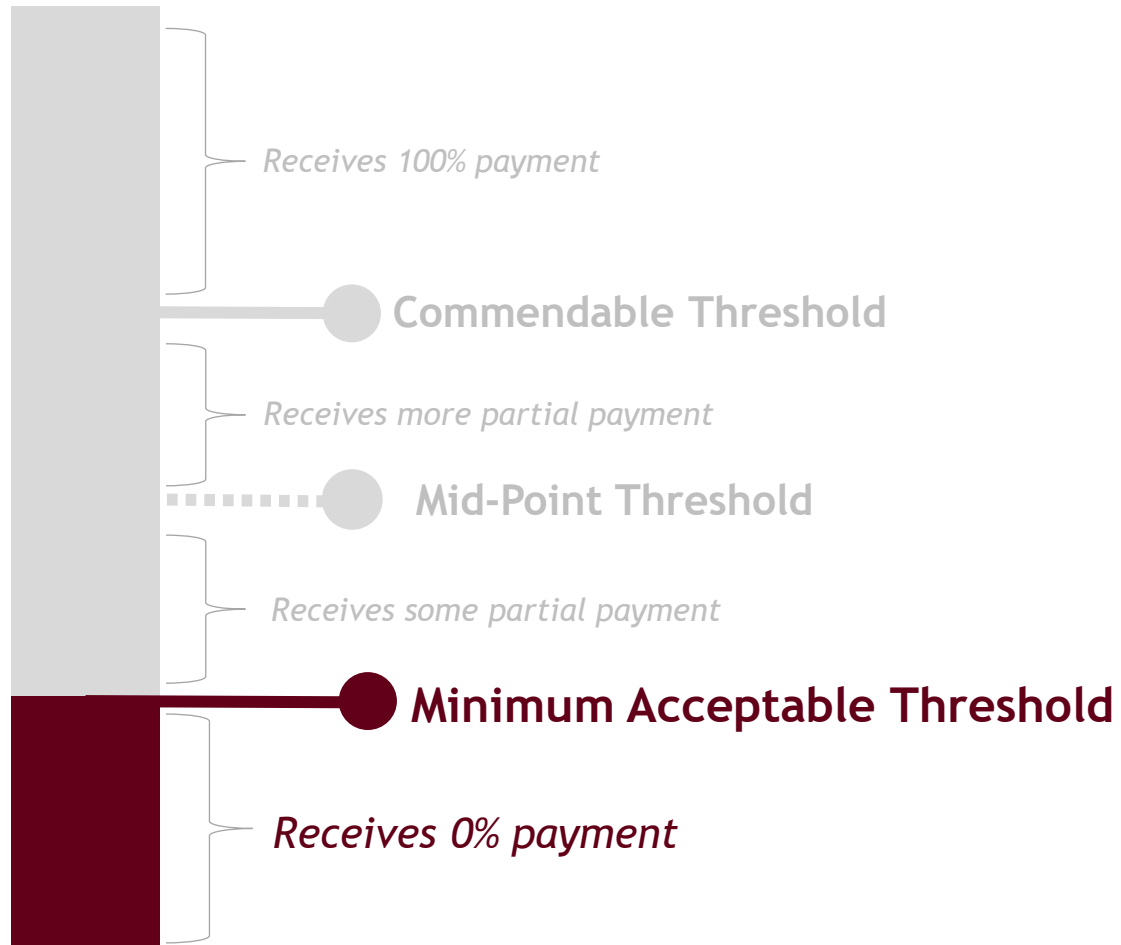 Receives 100% payment
Commendable Threshold
Receives more partial payment
Mid-Point Threshold
Receives some partial payment
Minimum Acceptable Threshold
Receives 0% payment